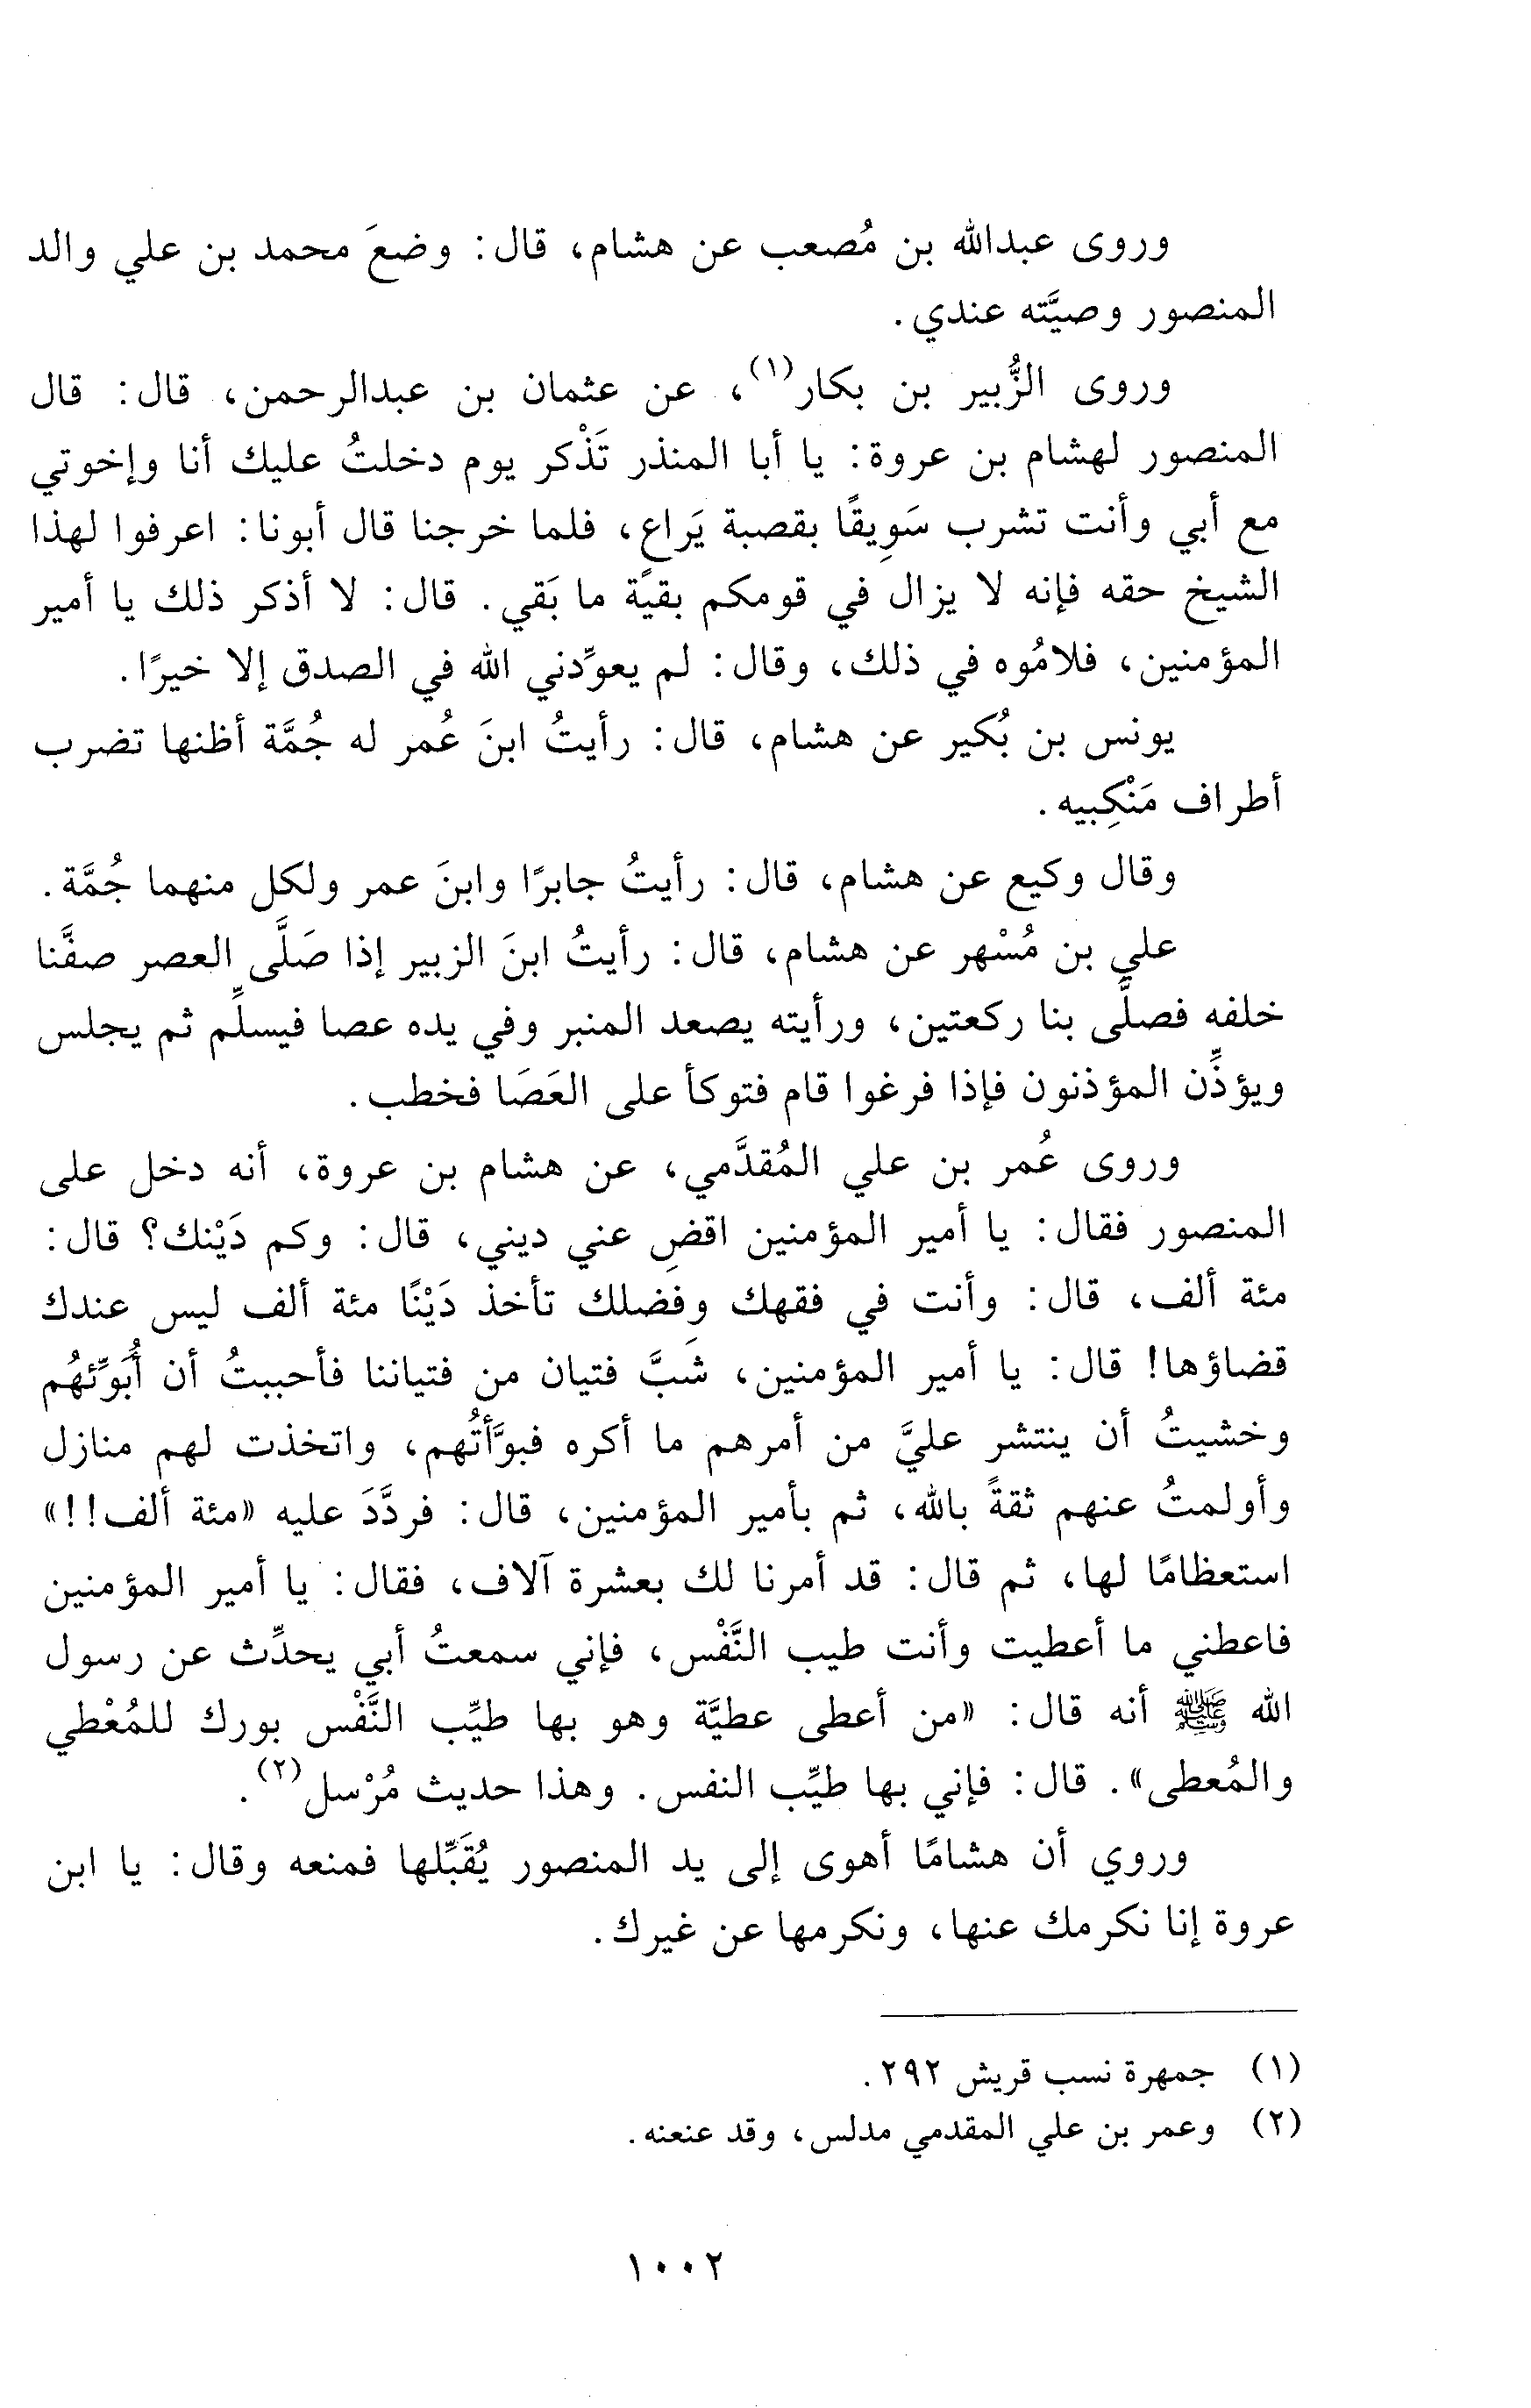 وروى عبدالله بن مُصعب عن هشام، قال: وضعَ محمد بن علي والد
المنصور وصيَّته عندي.
وروى الزُّبير بن بكار(١)، عن عثمان بن عبدالرحمن، قال: قال
المنصور لهشام بن عروة: يا أبا المنذر تَذْكر يوم دخلتُ عليك أنا وإخوتي
مع أبي وأنت تشرب سَوِيقًا بقصبة يَراع، فلما خرجنا قال أبونا: اعرفوا لهذا
الشيخ حقه فإنه لا يزال في قومكم بقيَّة ما بَقي. قال: لا أذكر ذلك يا أمير
المؤمنين، فلامُوه في ذلك، وقال: لم يعوِّدني الله في الصدق إلا خيرًا.
يونس بن بُكير عن هشام، قال: رأيتُ ابنَ عُمر له جُمَّة أظنها تضرب
أطراف مَنْكِبيه.
وقال وكيع عن هشام، قال: رأيتُ جابرًا وابنَ عمر ولكل منهما جُمَّة.
علي بن مُسْهر عن هشام، قال: رأيتُ ابنَ الزبير إذا صَلَّى العصر صفَّنا
خلفه فصلَّى بنا ركعتين، ورأيته يصعد المنبر وفي يده عصا فيسلِّم ثم يجلس
ويؤذِّن المؤذنون فإذا فرغوا قام فتوكأ على العَصَا فخطب.
وروى عُمر بن علي المُقدَّمي، عن هشام بن عروة، أنه دخل على
المنصور فقال: يا أمير المؤمنين اقضِ عني ديني، قال: وكم دَيْنك؟ قال:
مئة ألف، قال: وأنت في فقهك وفضلك تأخذ دَيْنًا مئة ألف ليس عندك
قضاؤها! قال: يا أمير المؤمنين، شَبَّ فتيان من فتياننا فأحببتُ أن أُبَوِّئهُم
وخشيتُ أن ينتشر عليَّ من أمرهم ما أكره فبوَّأتُهم، واتخذت لهم منازل
وأولمتُ عنهم ثقةً بالله، ثم بأمير المؤمنين، قال: فردَّدَ عليه «مئة ألف!!»
استعظامًا لها، ثم قال: قد أمرنا لك بعشرة آلاف، فقال: يا أمير المؤمنين
فاعطني ما أعطيت وأنت طيب النَّفْس، فإني سمعتُ أبي يحدِّث عن رسول
الله ﷺ أنه قال: «من أعطى عطيَّة وهو بها طيِّب النَّفْس بورك للمُعْطي
والمُعطى». قال: فإني بها طيِّب النفس. وهذا حديث مُرْسل(٢).
وروي أن هشامًا أهوى إلى يد المنصور يُقَبِّلها فمنعه وقال: يا ابن
عروة إنا نكرمك عنها، ونكرمها عن غيرك.
(١) جمهرة نسب قريش ٢٩٢.
(٢) وعمر بن علي المقدمي مدلس، وقد عنعنه.
١٠٠٢